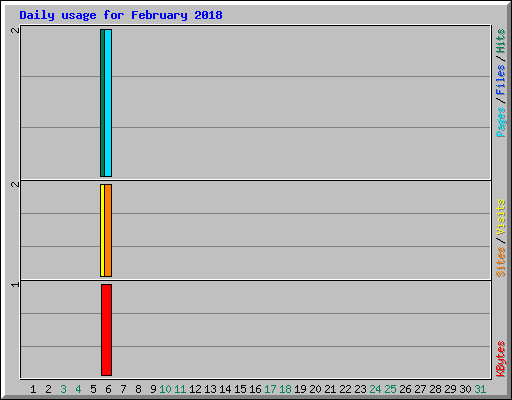 Daily usage for February 2018
2
2
1
Pages / Files / Hits
Sites / Visits
KBytes
1 2 3 4 5 6 7 8 9 10 11 12 13 14 15 16 17 18 19 20 21 22 23 24 25 26 27 28 29 30 31